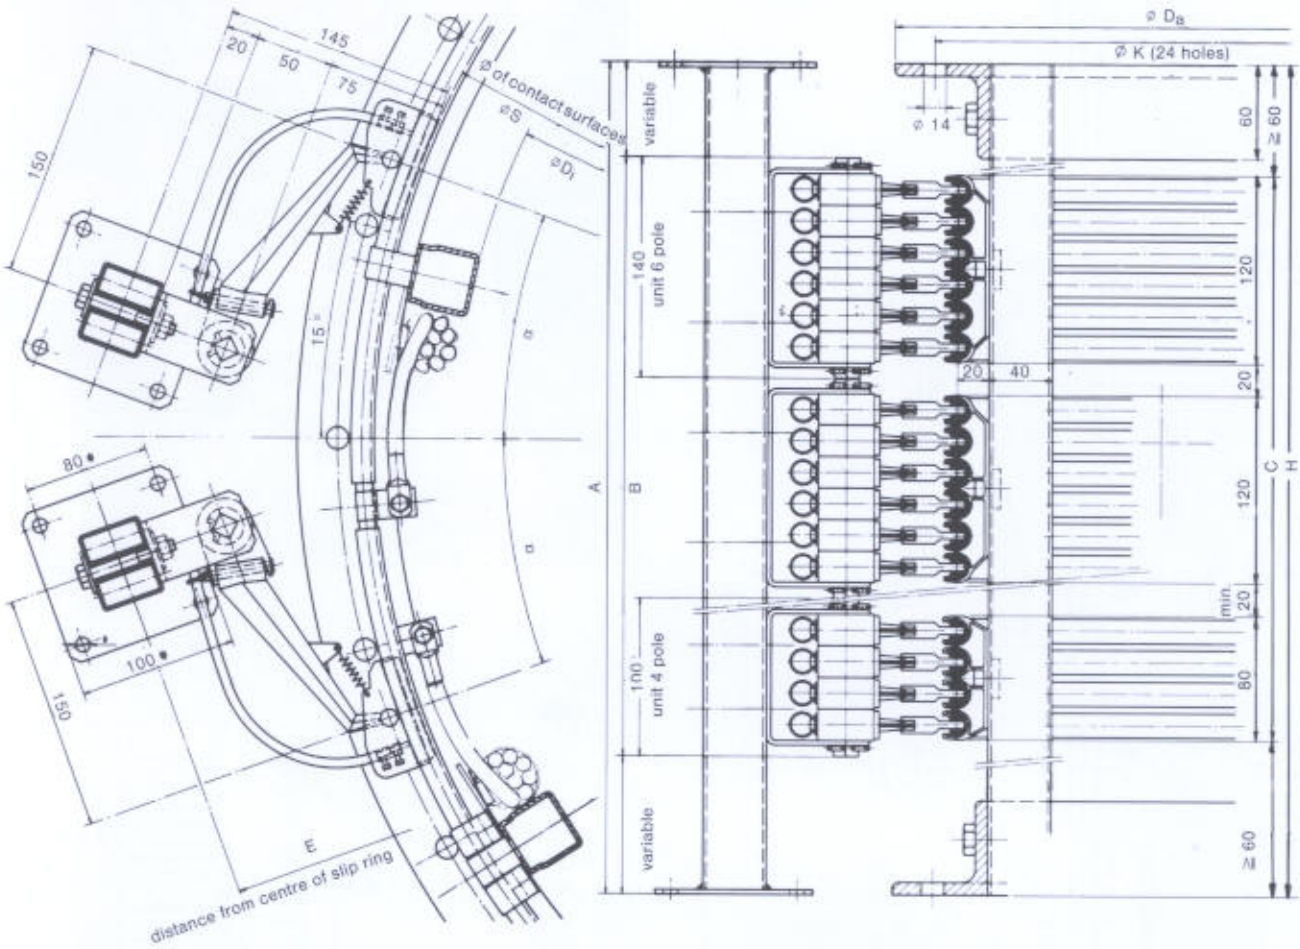 145
20
50
75
150
Ø of contact surfaces
Ø S
Ø Di
15°
α
α
80
100
150
E
distance from centre of slip ring
A
B
variable
140
unit 6 pole
100
unit 4 pole
variable
Ø Da
Ø K (24 holes)
Ø 14
60
≧ 60
120
20
40
20
120
C
H
min.
20
80
≧ 60